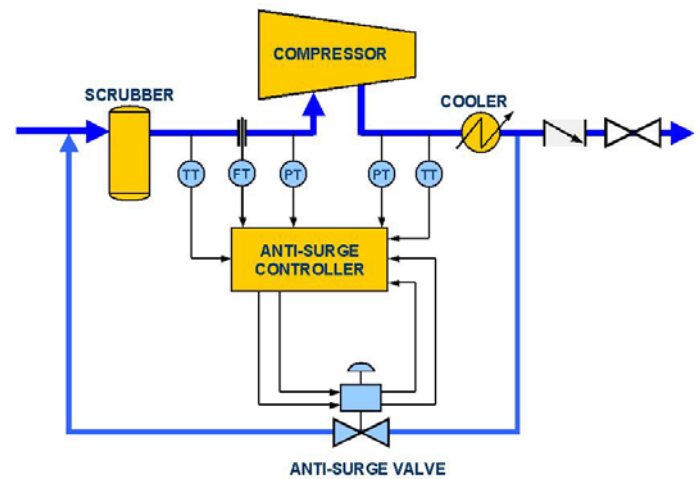 COMPRESSOR
SCRUBBER
COOLER
TT
FT
PT
PT
TT
ANTI-SURGE
CONTROLLER
ANTI-SURGE VALVE